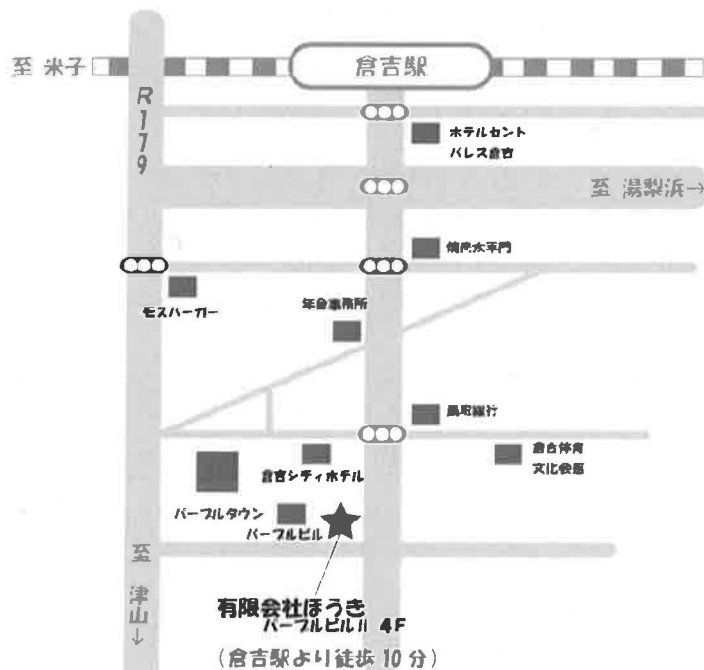 至 米子
倉吉駅
R179
ホテルセント
パレス倉吉
至 湯梨浜→
モスバーガー
年金事務所
鳥取銀行
倉吉シティホテル
倉吉体育
文化会館
パープルタウン
パープルビル
至 津山↓
有限会社ほうき
パープルビルⅡ 4F
(倉吉駅より徒歩10分)